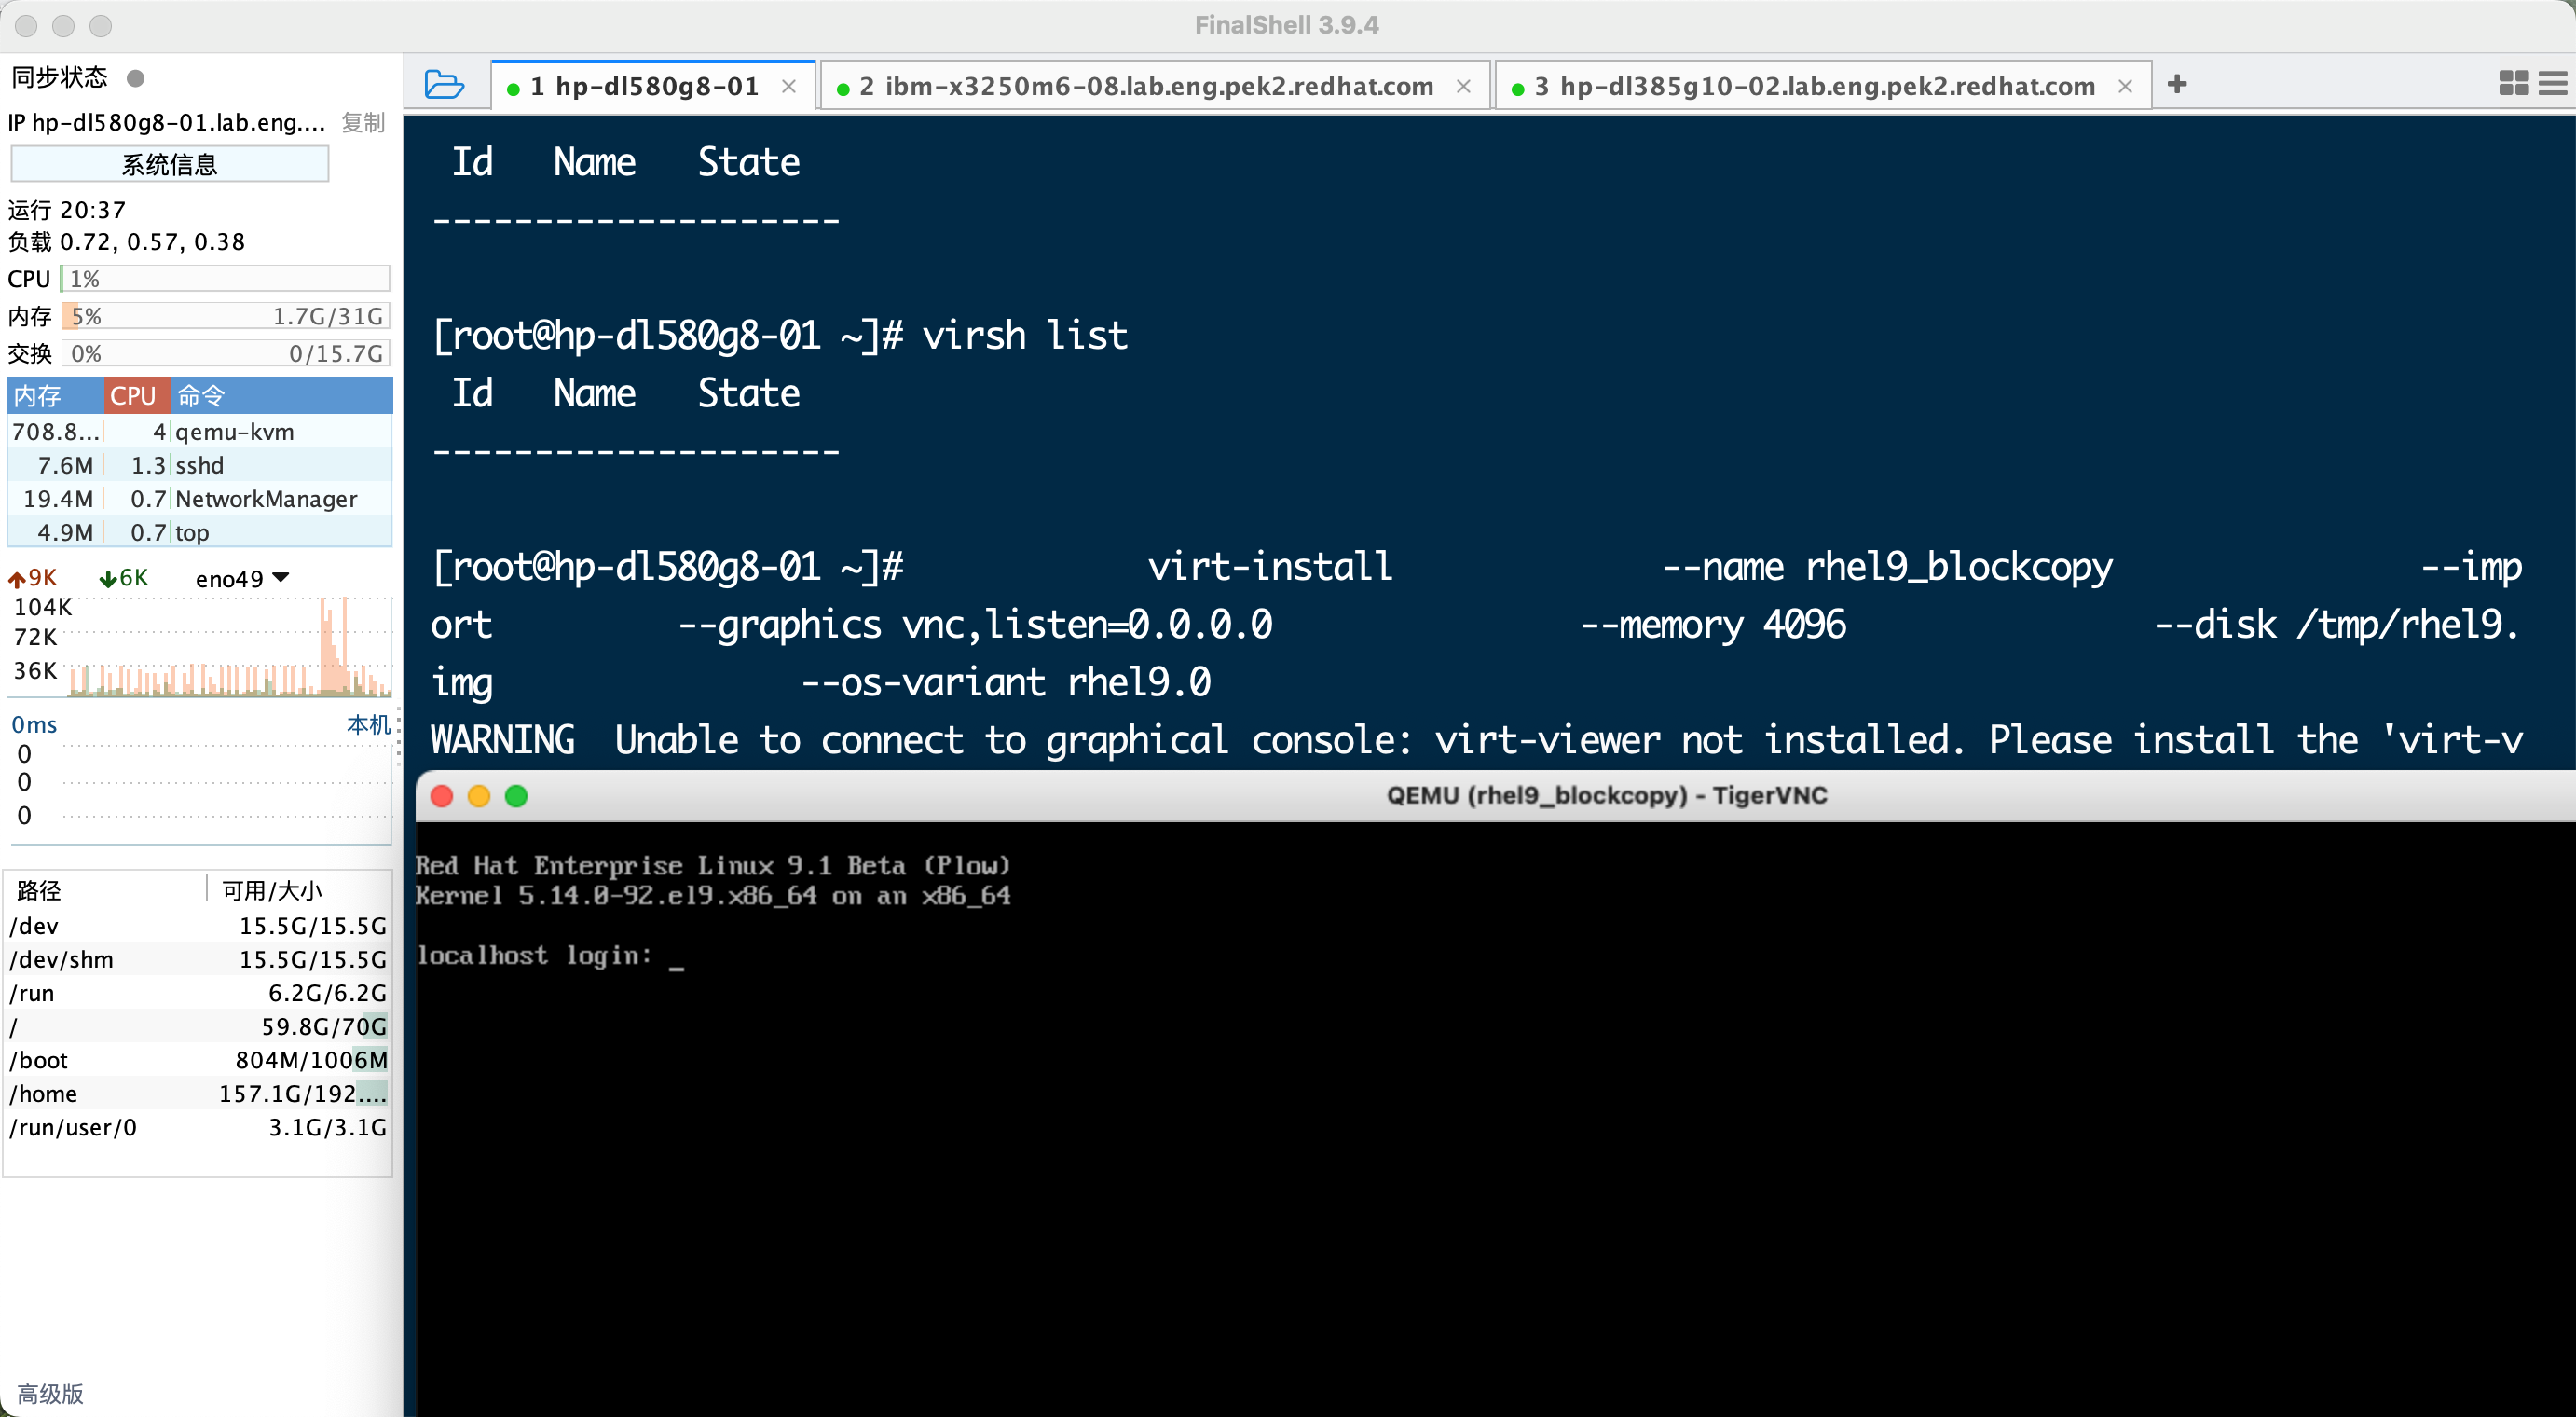 FinalShell 3.9.4
同步状态
1 hp-dl580g8-01
2 ibm-x3250m6-08.lab.eng.pek2.redhat.com
3 hp-dl385g10-02.lab.eng.pek2.redhat.com
IP hp-dl580g8-01.lab.eng.... 复制
系统信息
运行 20:37
负载 0.72, 0.57, 0.38
CPU 1%
内存 5% 1.7G/31G
交换 0% 0/15.7G
内存 CPU 命令
708.8... 4 qemu-kvm
7.6M 1.3 sshd
19.4M 0.7 NetworkManager
4.9M 0.7 top
9K 6K eno49
104K
72K
36K
0ms 本机
0
0
0
路径 可用/大小
/dev 15.5G/15.5G
/dev/shm 15.5G/15.5G
/run 6.2G/6.2G
/ 59.8G/70G
/boot 804M/1006M
/home 157.1G/192....
/run/user/0 3.1G/3.1G
高级版
Id Name State
--------------------
[root@hp-dl580g8-01 ~]# virsh list
Id Name State
--------------------
[root@hp-dl580g8-01 ~]# virt-install --name rhel9_blockcopy --imp
ort --graphics vnc,listen=0.0.0.0 --memory 4096 --disk /tmp/rhel9.
img --os-variant rhel9.0
WARNING Unable to connect to graphical console: virt-viewer not installed. Please install the 'virt-v
QEMU (rhel9_blockcopy) - TigerVNC
Red Hat Enterprise Linux 9.1 Beta (Plow)
Kernel 5.14.0-92.el9.x86_64 on an x86_64
localhost login: _